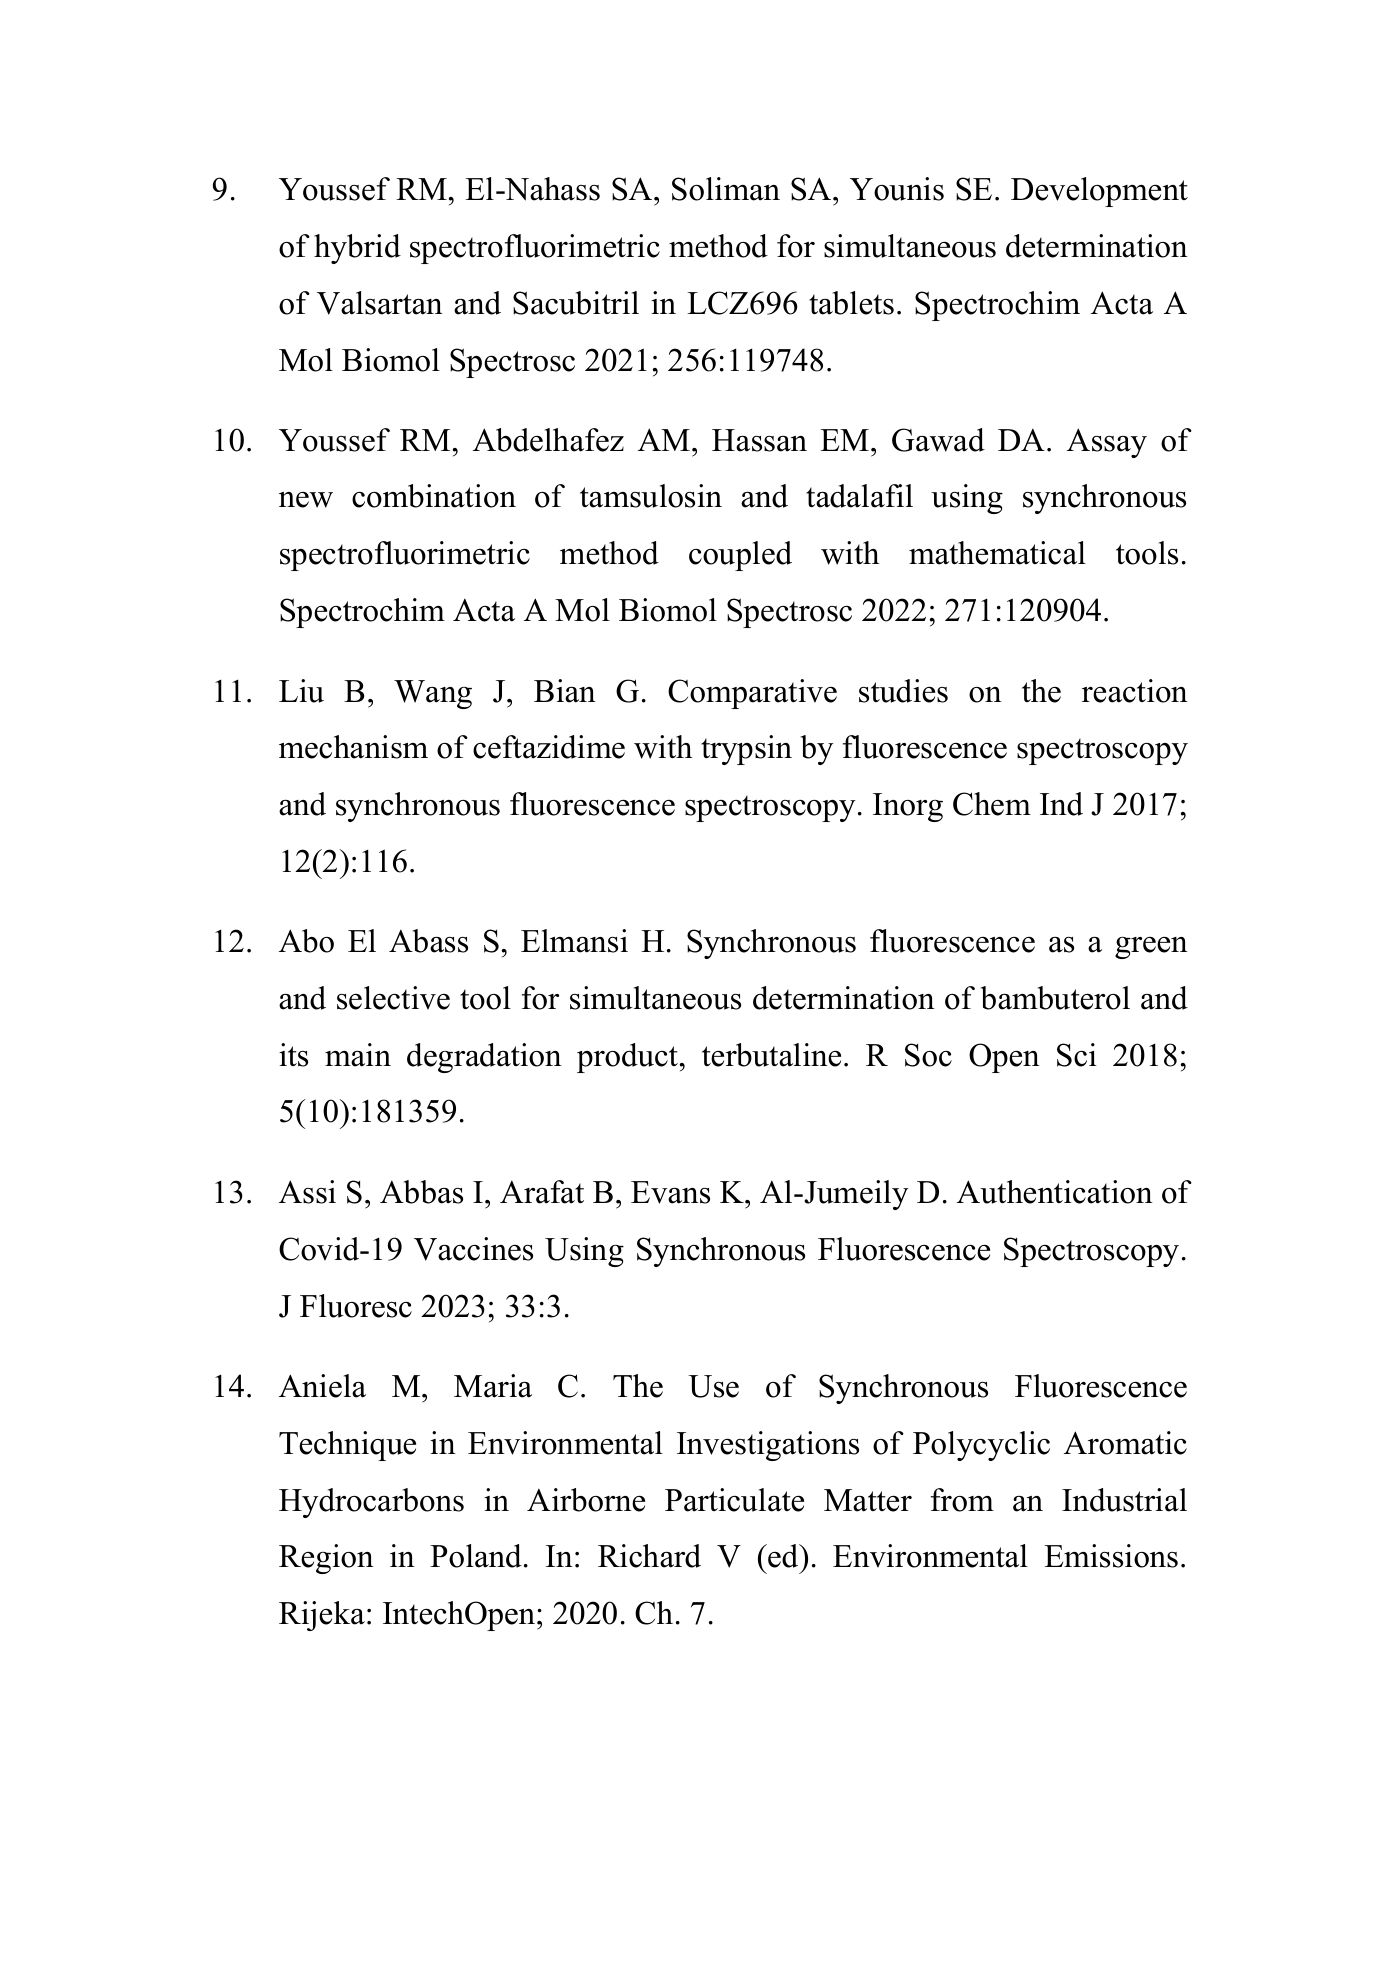 9. Youssef RM, El-Nahass SA, Soliman SA, Younis SE. Development
of hybrid spectrofluorimetric method for simultaneous determination
of Valsartan and Sacubitril in LCZ696 tablets. Spectrochim Acta A
Mol Biomol Spectrosc 2021; 256:119748.
10. Youssef RM, Abdelhafez AM, Hassan EM, Gawad DA. Assay of
new combination of tamsulosin and tadalafil using synchronous
spectrofluorimetric method coupled with mathematical tools.
Spectrochim Acta A Mol Biomol Spectrosc 2022; 271:120904.
11. Liu B, Wang J, Bian G. Comparative studies on the reaction
mechanism of ceftazidime with trypsin by fluorescence spectroscopy
and synchronous fluorescence spectroscopy. Inorg Chem Ind J 2017;
12(2):116.
12. Abo El Abass S, Elmansi H. Synchronous fluorescence as a green
and selective tool for simultaneous determination of bambuterol and
its main degradation product, terbutaline. R Soc Open Sci 2018;
5(10):181359.
13. Assi S, Abbas I, Arafat B, Evans K, Al-Jumeily D. Authentication of
Covid-19 Vaccines Using Synchronous Fluorescence Spectroscopy.
J Fluoresc 2023; 33:3.
14. Aniela M, Maria C. The Use of Synchronous Fluorescence
Technique in Environmental Investigations of Polycyclic Aromatic
Hydrocarbons in Airborne Particulate Matter from an Industrial
Region in Poland. In: Richard V (ed). Environmental Emissions.
Rijeka: IntechOpen; 2020. Ch. 7.